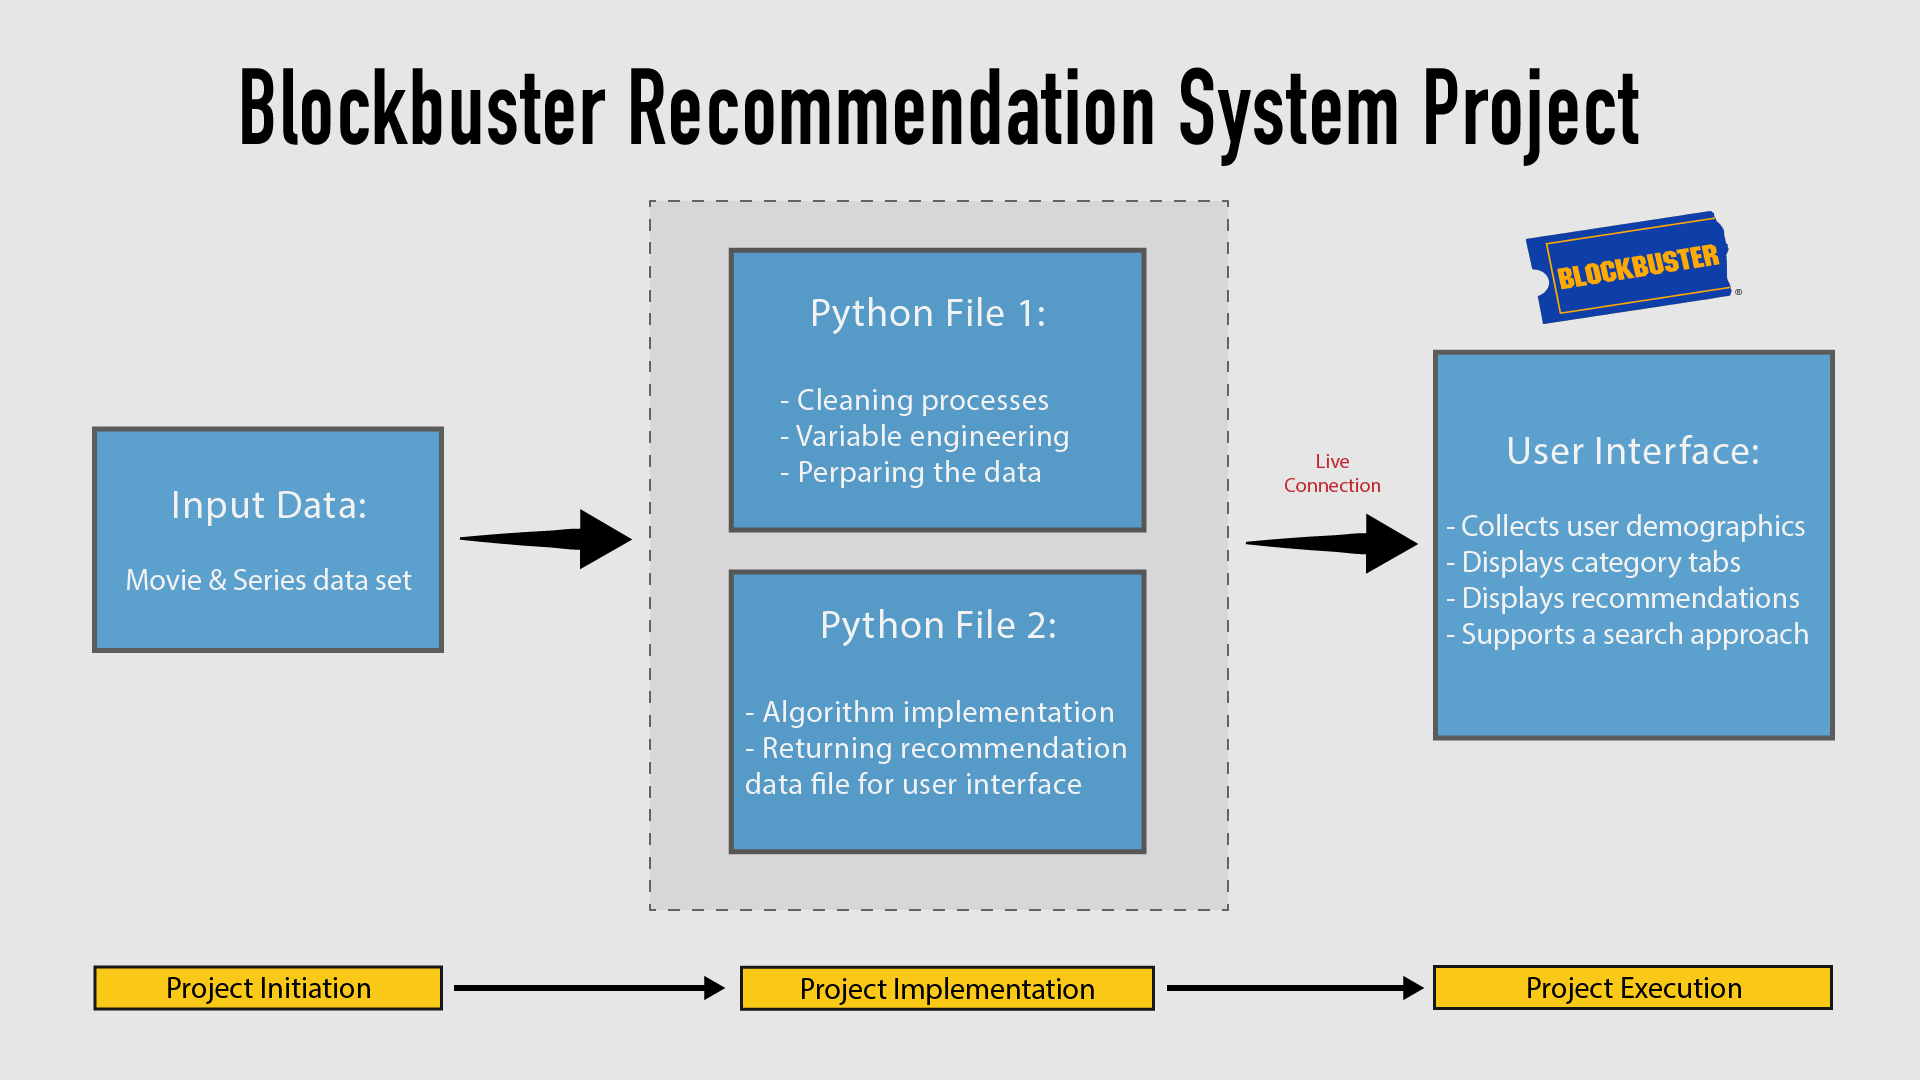 Blockbuster Recommendation System Project
Input Data:
Movie & Series data set
Python File 1:
- Cleaning processes
- Variable engineering
- Perparing the data
Python File 2:
- Algorithm implementation
- Returning recommendation
data file for user interface
Live
Connection
BLOCKBUSTER
®
User Interface:
- Collects user demographics
- Displays category tabs
- Displays recommendations
- Supports a search approach
Project Initiation
Project Implementation
Project Execution